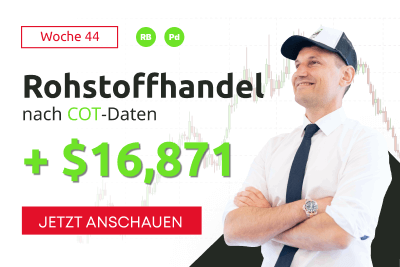 Woche 44
RB Pd
Rohstoffhandel
nach COT-Daten
+ $16,871
JETZT ANSCHAUEN